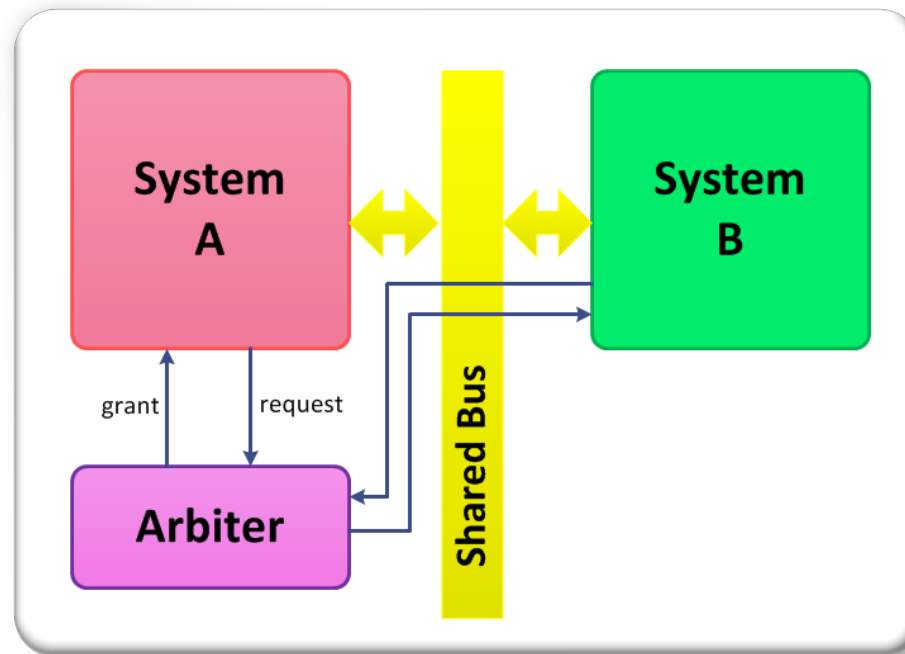 System
A
System
B
grant
request
Arbiter
Shared Bus